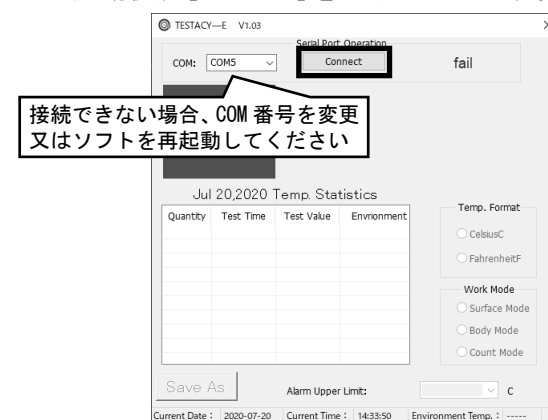 TESTACY—E V1.03
Serial Port Operation
COM: COM5 Connect fail
接続できない場合、COM 番号を変更
又はソフトを再起動してください
Jul 20,2020 Temp. Statistics
Quantity Test Time Test Value Envrionment
Temp. Format
CelsiusC
FahrenheitF
Work Mode
Surface Mode
Body Mode
Count Mode
Save As Alarm Upper Limit: C
Current Date : 2020-07-20 Current Time : 14:33:50 Environment Temp. : -----